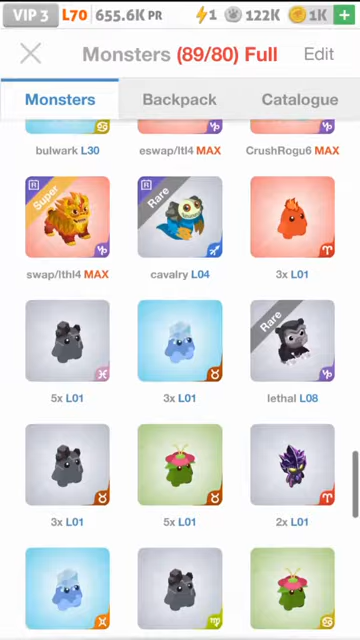 VIP 3 L70 655.6K PR 1 122K 1K +
Monsters (89/80) Full Edit
Monsters Backpack Catalogue
bulwark L30 eswap/ltl4 MAX CrushRogu6 MAX
Super Rare
swap/lthl4 MAX cavalry L04 3x L01
Rare
5x L01 3x L01 lethal L08
3x L01 5x L01 2x L01